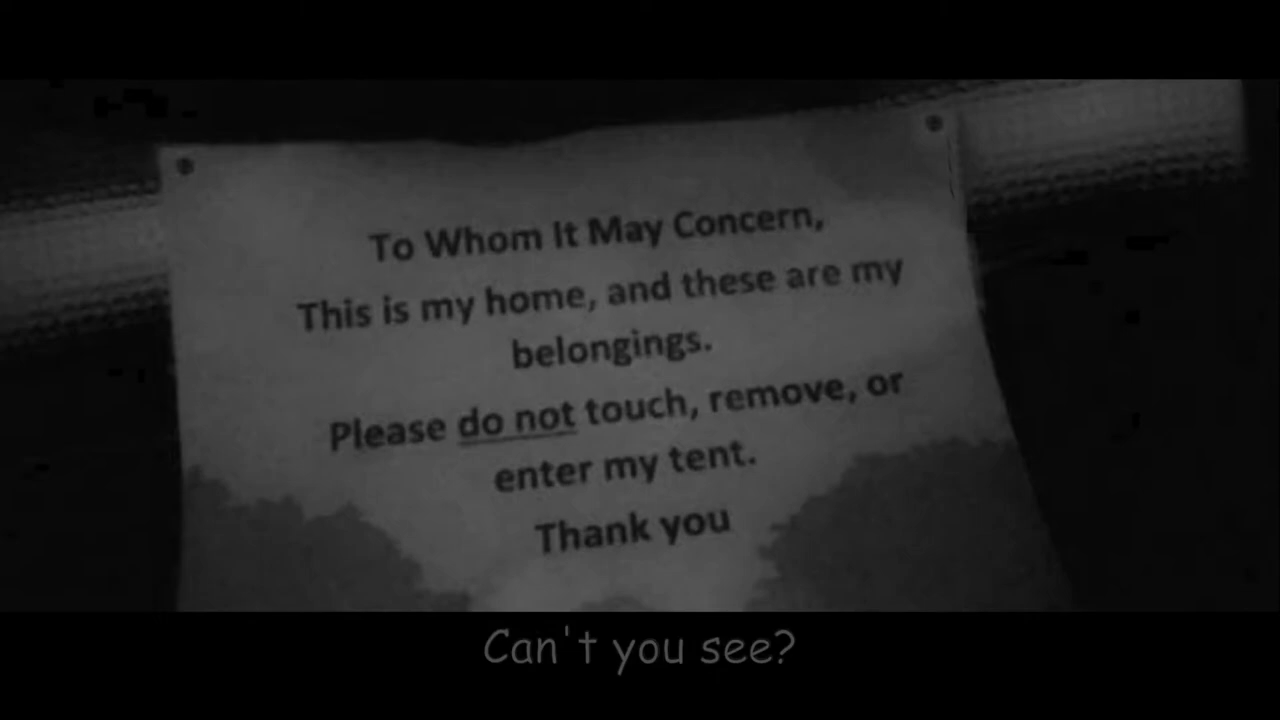 To Whom It May Concern,
This is my home, and these are my
belongings.
Please do not touch, remove, or
enter my tent.
Thank you
Can't you see?